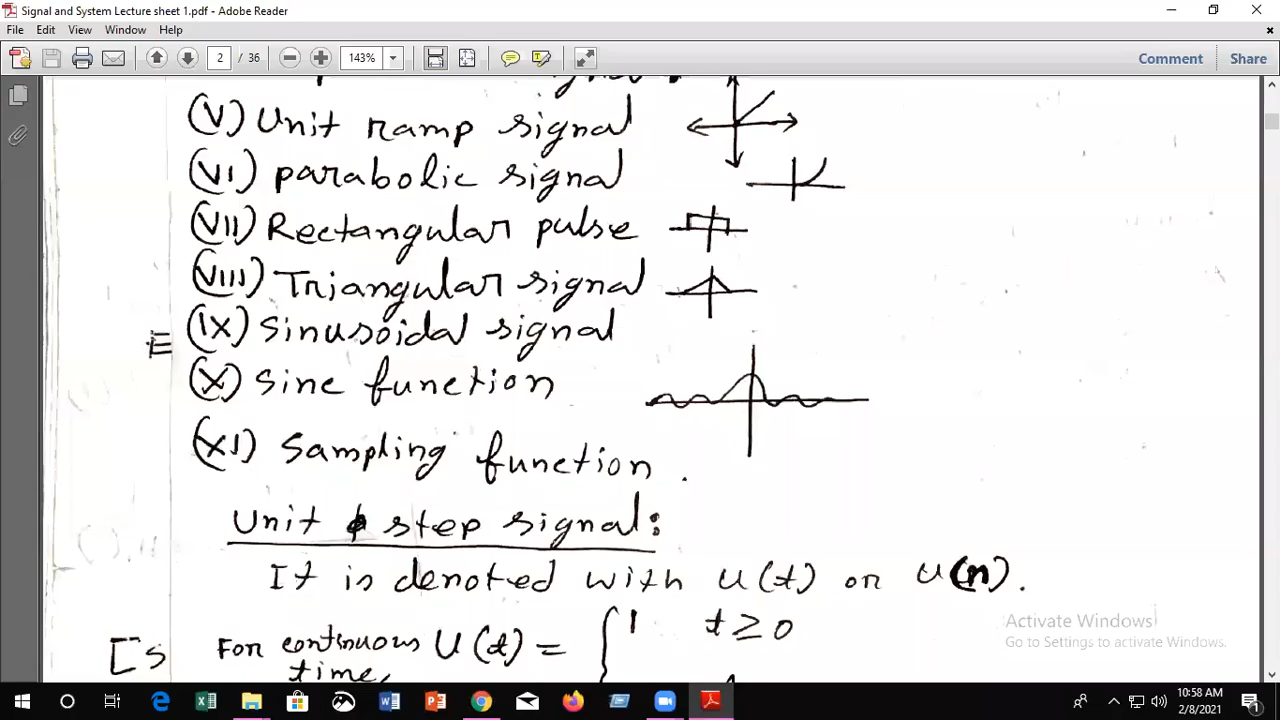 Signal and System Lecture sheet 1.pdf - Adobe Reader
File Edit View Window Help
2 / 36 143% Comment Share
(V) Unit ramp signal
(VI) parabolic signal
(VII) Rectangular pulse
(VIII) Triangular signal
(IX) Sinusoidal signal
(X) Sinc function
(XI) Sampling function.
Unit step signal:
It is denoted with u(t) or u(n).
For continuous U(t) = { 1 t ≥ 0
time,
Activate Windows
Go to Settings to activate Windows.
10:58 AM
2/8/2021